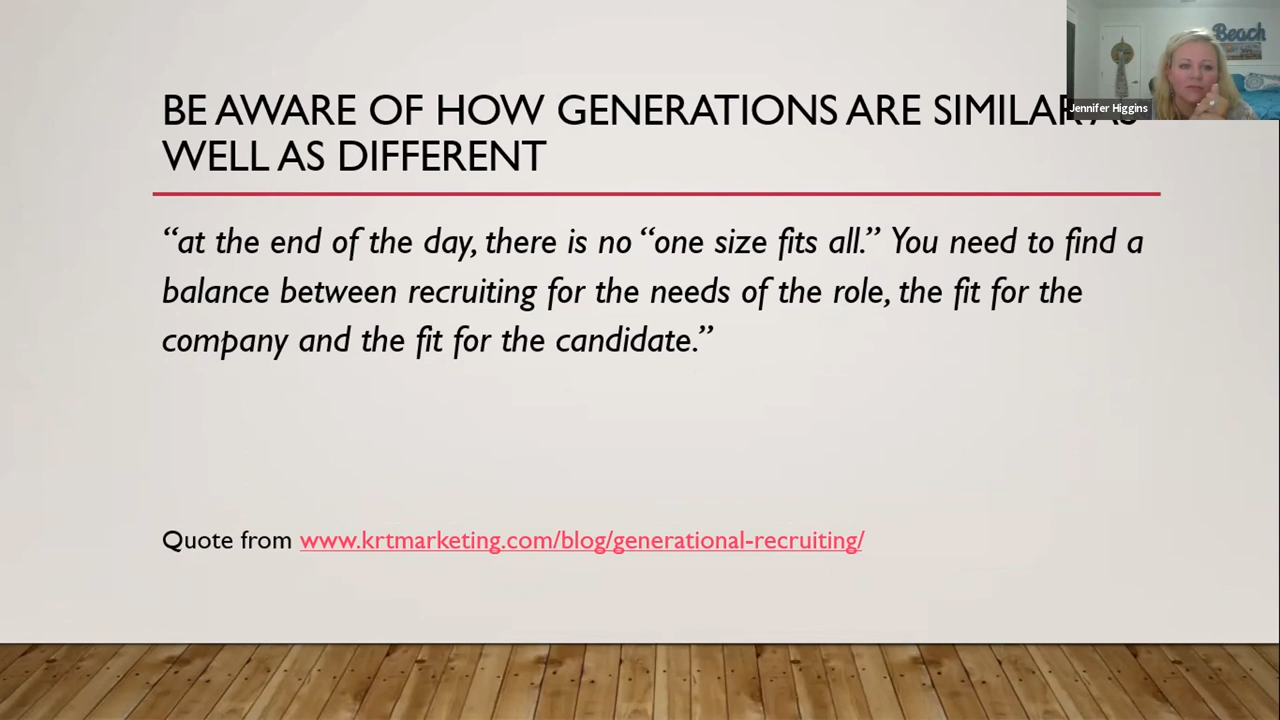 BE AWARE OF HOW GENERATIONS ARE SIMILAR AS
WELL AS DIFFERENT
“at the end of the day, there is no “one size fits all.” You need to find a
balance between recruiting for the needs of the role, the fit for the
company and the fit for the candidate.”
Quote from www.krtmarketing.com/blog/generational-recruiting/
Beach
Jennifer Higgins